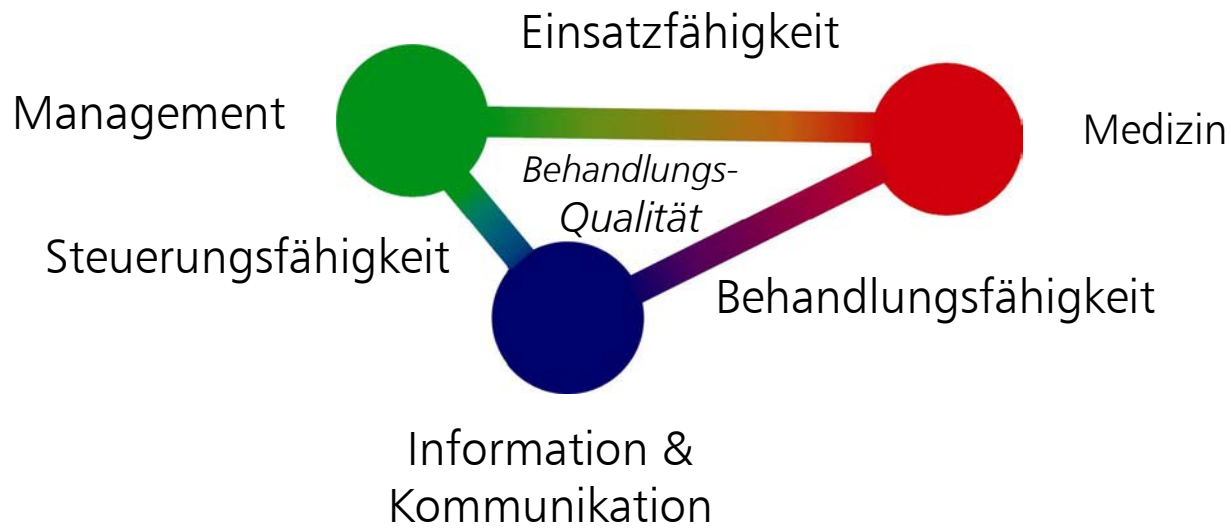 Einsatzfähigkeit
Management
Medizin
Behandlungs-
Qualität
Steuerungsfähigkeit
Behandlungsfähigkeit
Information &
Kommunikation